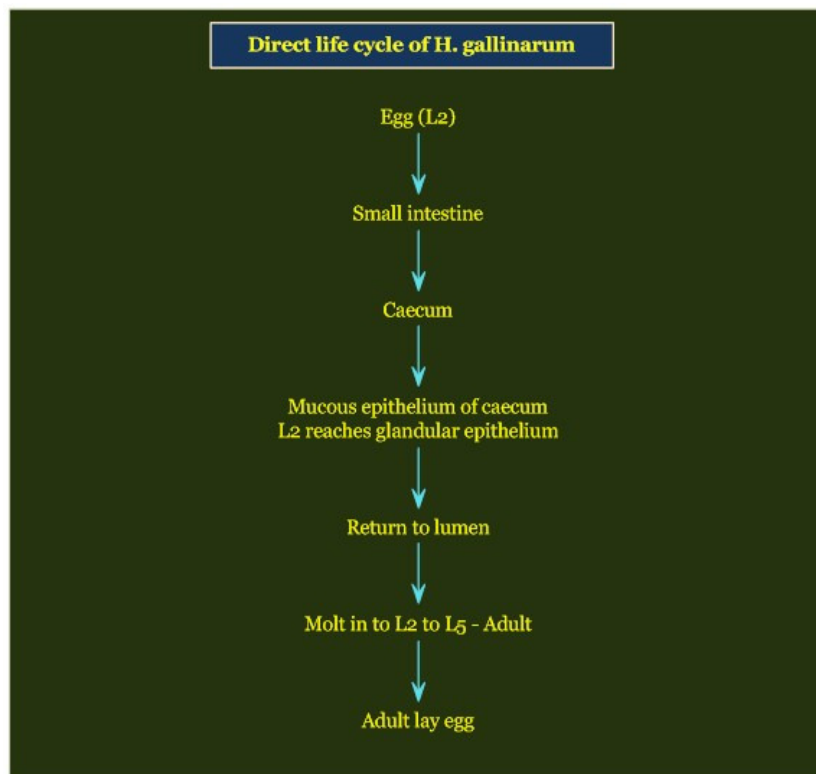 Direct life cycle of H. gallinarum
Egg (L2)
Small intestine
Caecum
Mucous epithelium of caecum
L2 reaches glandular epithelium
Return to lumen
Molt in to L2 to L5 - Adult
Adult lay egg